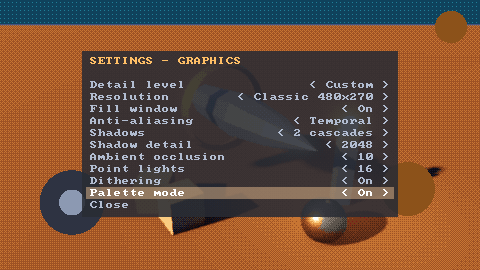 SETTINGS - GRAPHICS
Detail level < Custom >
Resolution < Classic 480x270 >
Fill window < On >
Anti-aliasing < Temporal >
Shadows < 2 cascades >
Shadow detail < 2048 >
Ambient occlusion < 10 >
Point lights < 16 >
Dithering < On >
Palette mode < On >
Close